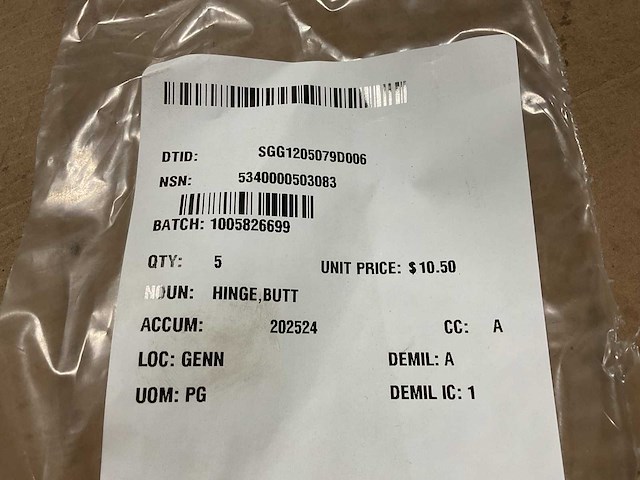 DTID: SGG1205079D006
NSN: 5340000503083
BATCH: 1005826699
QTY: 5 UNIT PRICE: $10.50
NOUN: HINGE,BUTT
ACCUM: 202524 CC: A
LOC: GENN DEMIL: A
UOM: PG DEMIL IC: 1